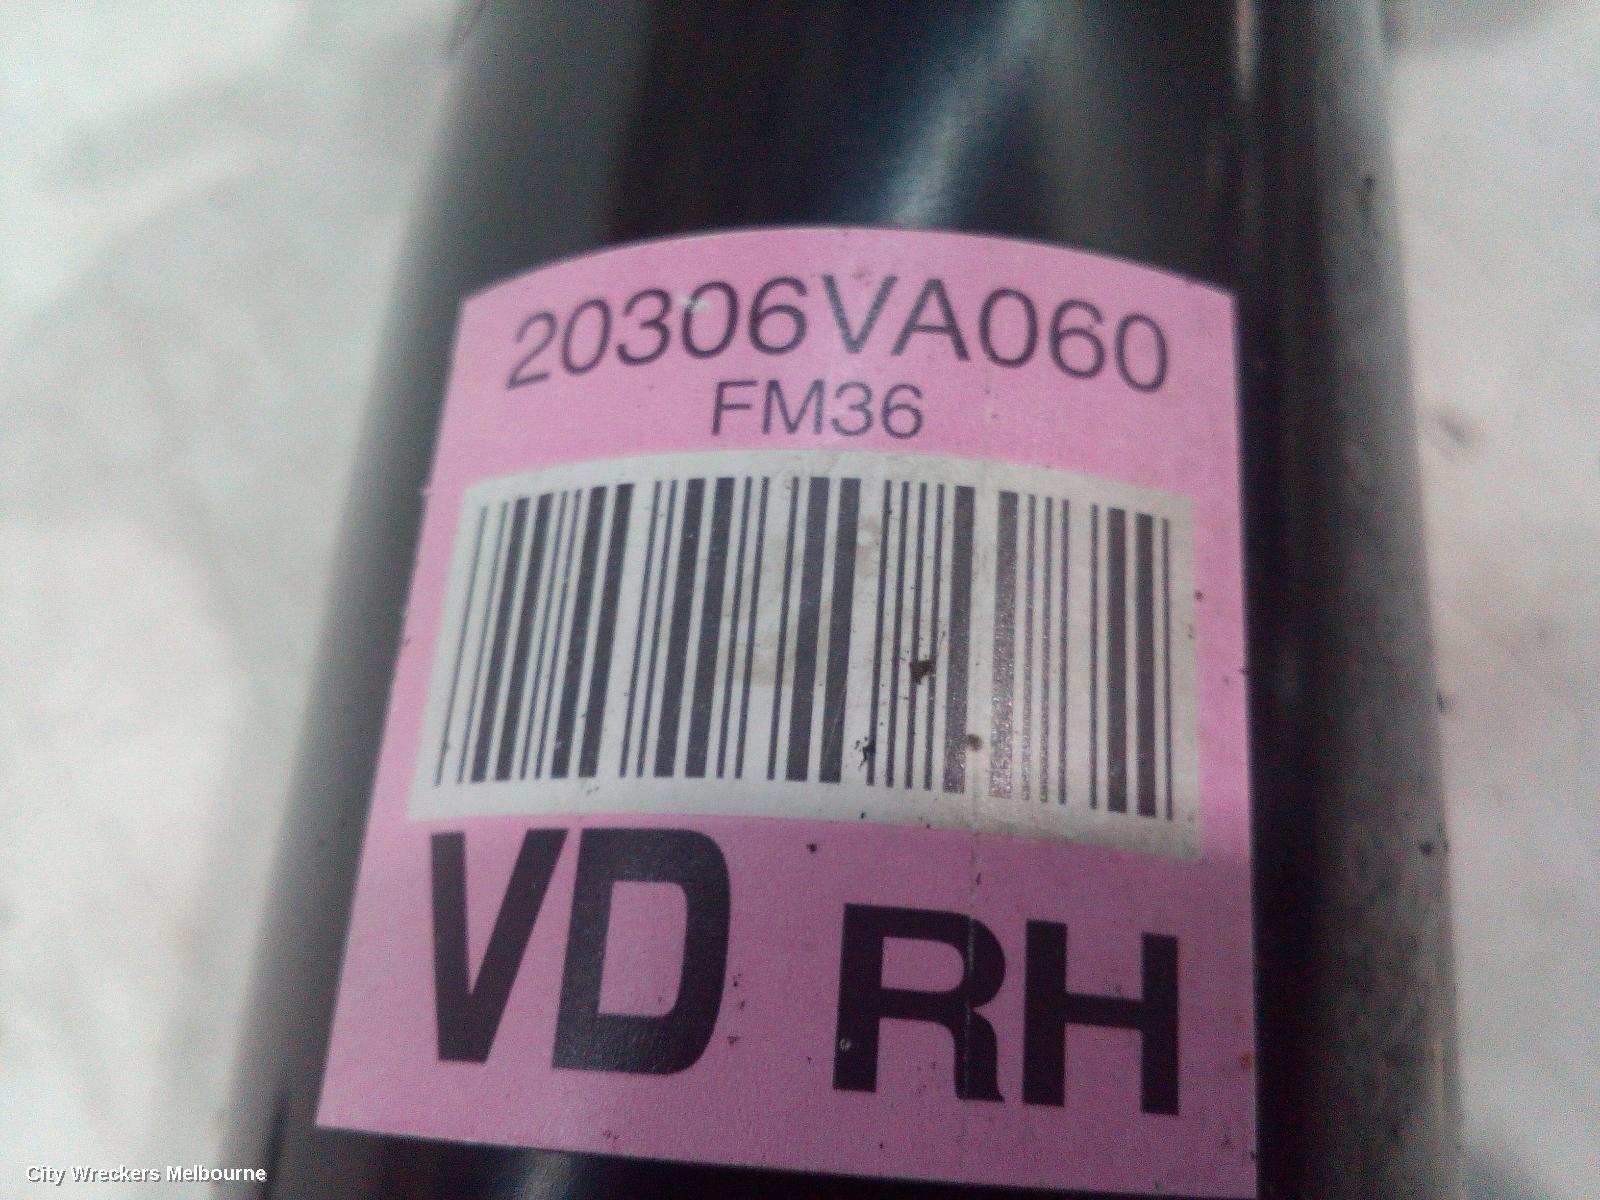 20306VA060
FM36
VD RH
City Wreckers Melbourne